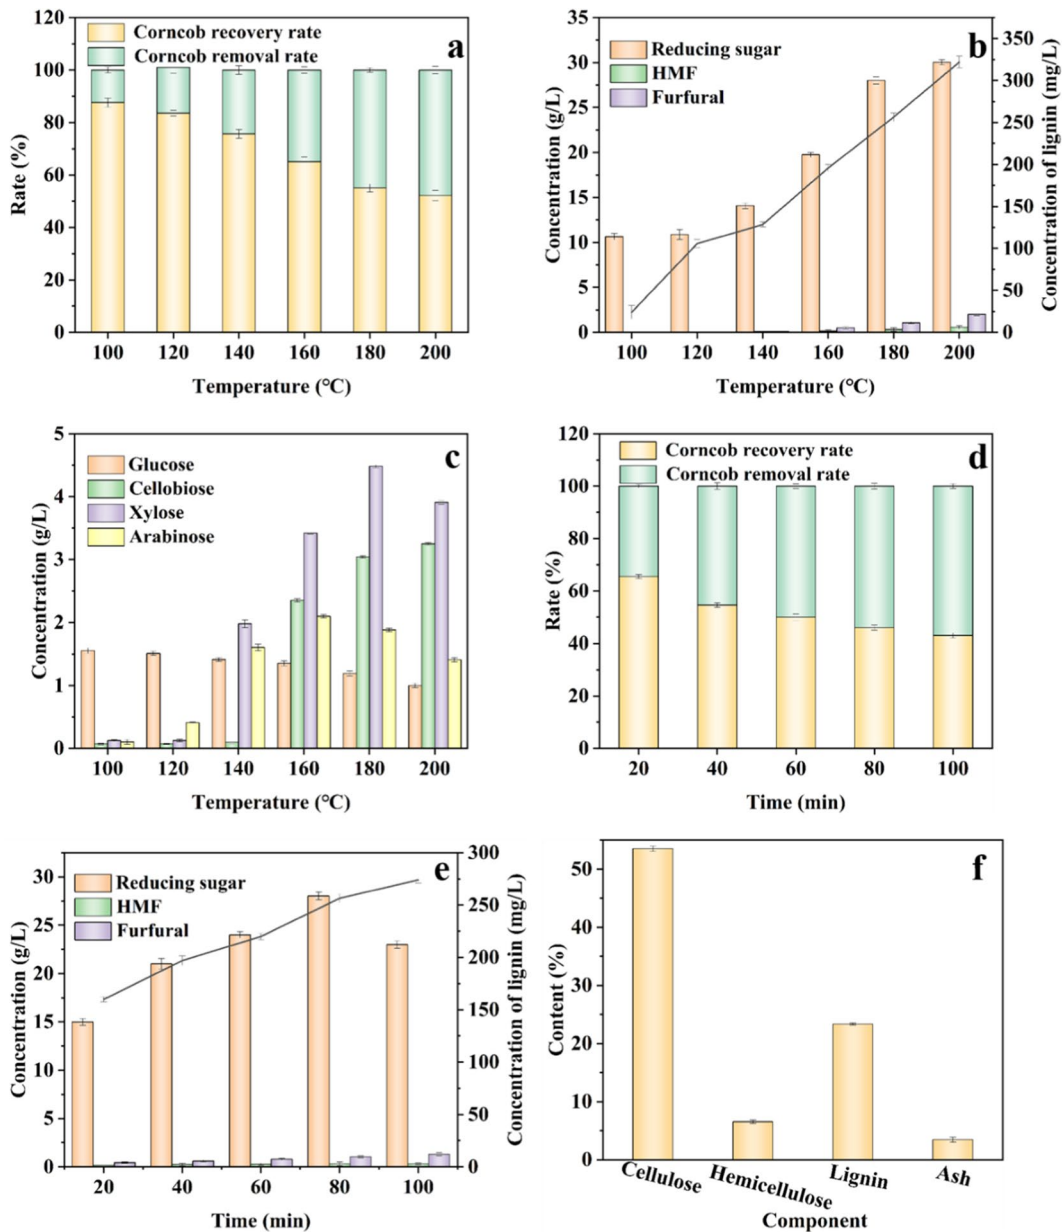 a
Corncob recovery rate
Corncob removal rate
Rate (%)
120
100
80
60
40
20
0
100 120 140 160 180 200
Temperature (°C)
b
Reducing sugar
HMF
Furfural
Concentration (g/L)
35
30
25
20
15
10
5
0
Concentration of lignin (mg/L)
350
300
250
200
150
100
50
0
100 120 140 160 180 200
Temperature (°C)
c
Glucose
Cellobiose
Xylose
Arabinose
Concentration (g/L)
5
4
3
2
1
0
100 120 140 160 180 200
Temperature (°C)
d
Corncob recovery rate
Corncob removal rate
Rate (%)
120
100
80
60
40
20
0
20 40 60 80 100
Time (min)
e
Reducing sugar
HMF
Furfural
Concentration (g/L)
30
25
20
15
10
5
0
Concentration of lignin (mg/L)
300
250
200
150
100
50
0
20 40 60 80 100
Time (min)
f
Content (%)
50
40
30
20
10
0
Cellulose Hemicellulose Lignin Ash
Component